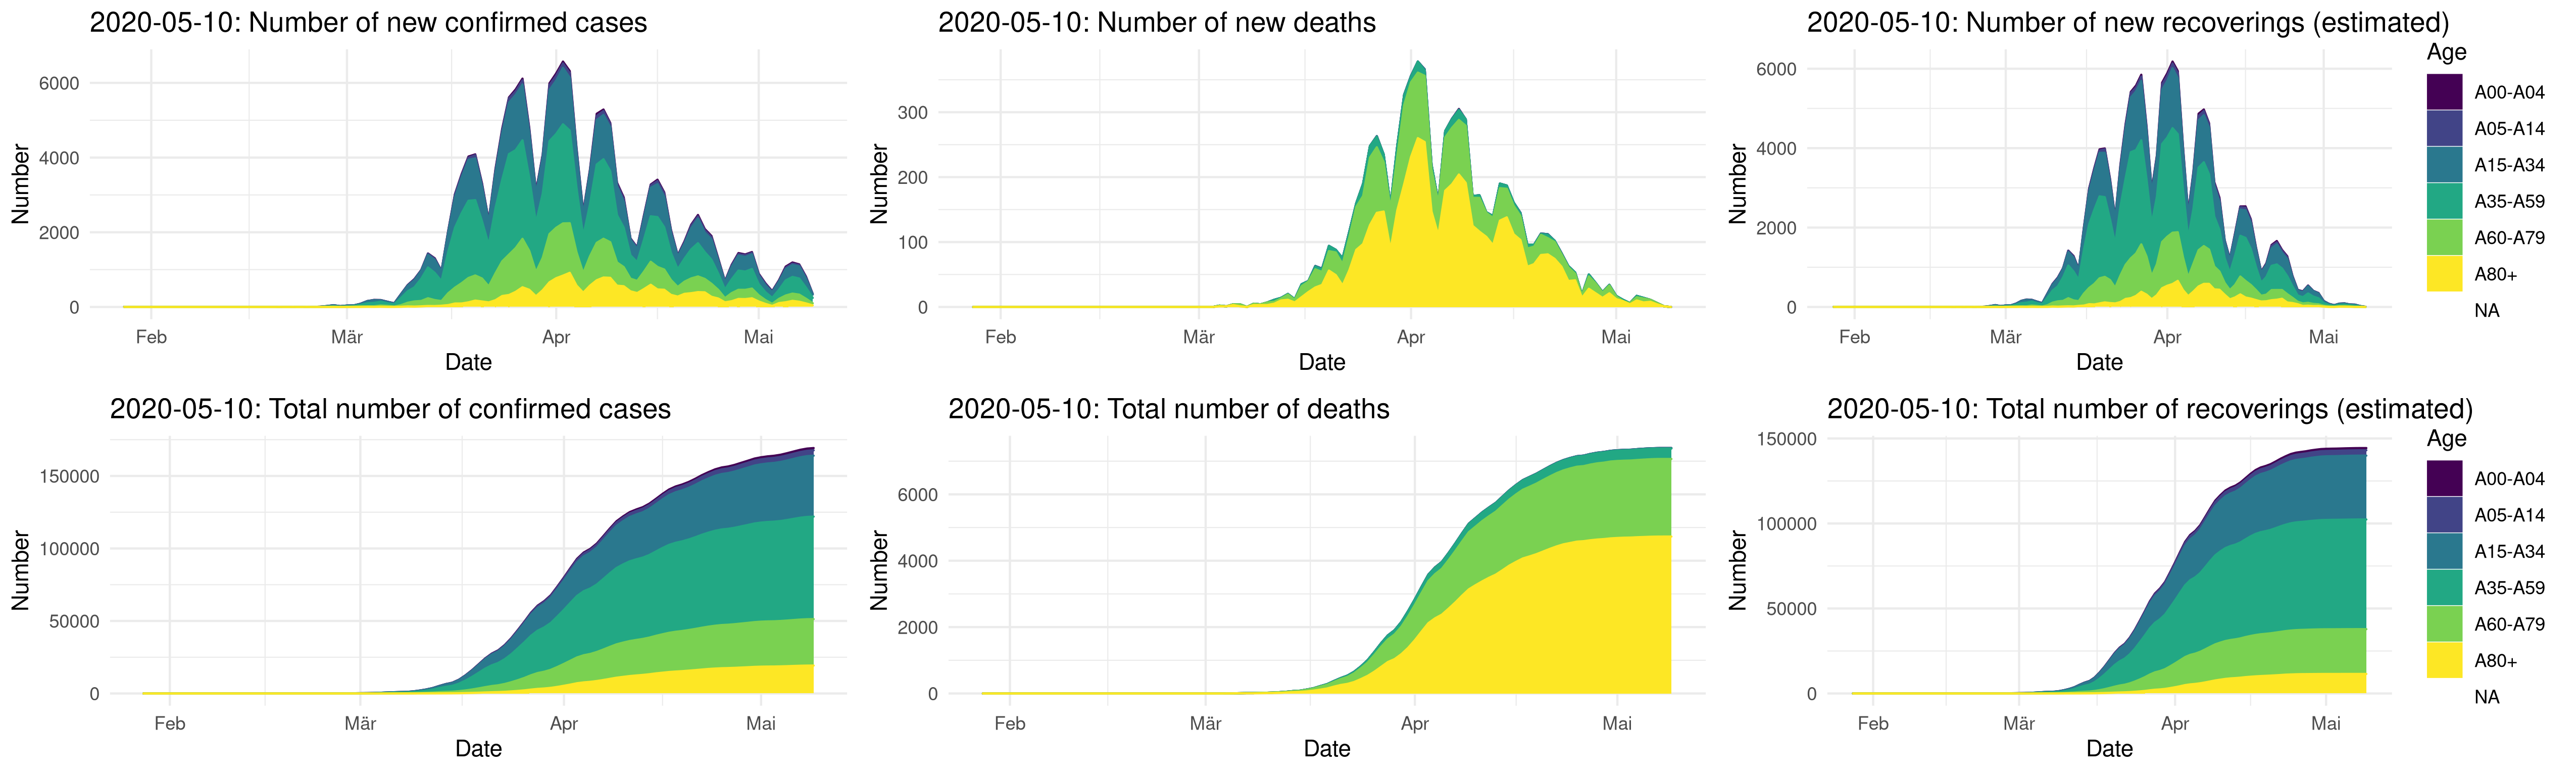 2020-05-10: Number of new confirmed cases
Number
6000
4000
2000
0
Feb
Mär
Apr
Mai
Date
2020-05-10: Number of new deaths
Number
300
200
100
0
Feb
Mär
Apr
Mai
Date
2020-05-10: Number of new recoverings (estimated)
Number
6000
4000
2000
0
Feb
Mär
Apr
Mai
Date
Age
A00-A04
A05-A14
A15-A34
A35-A59
A60-A79
A80+
NA
2020-05-10: Total number of confirmed cases
Number
150000
100000
50000
0
Feb
Mär
Apr
Mai
Date
2020-05-10: Total number of deaths
Number
6000
4000
2000
0
Feb
Mär
Apr
Mai
Date
2020-05-10: Total number of recoverings (estimated)
Number
150000
100000
50000
0
Feb
Mär
Apr
Mai
Date
Age
A00-A04
A05-A14
A15-A34
A35-A59
A60-A79
A80+
NA